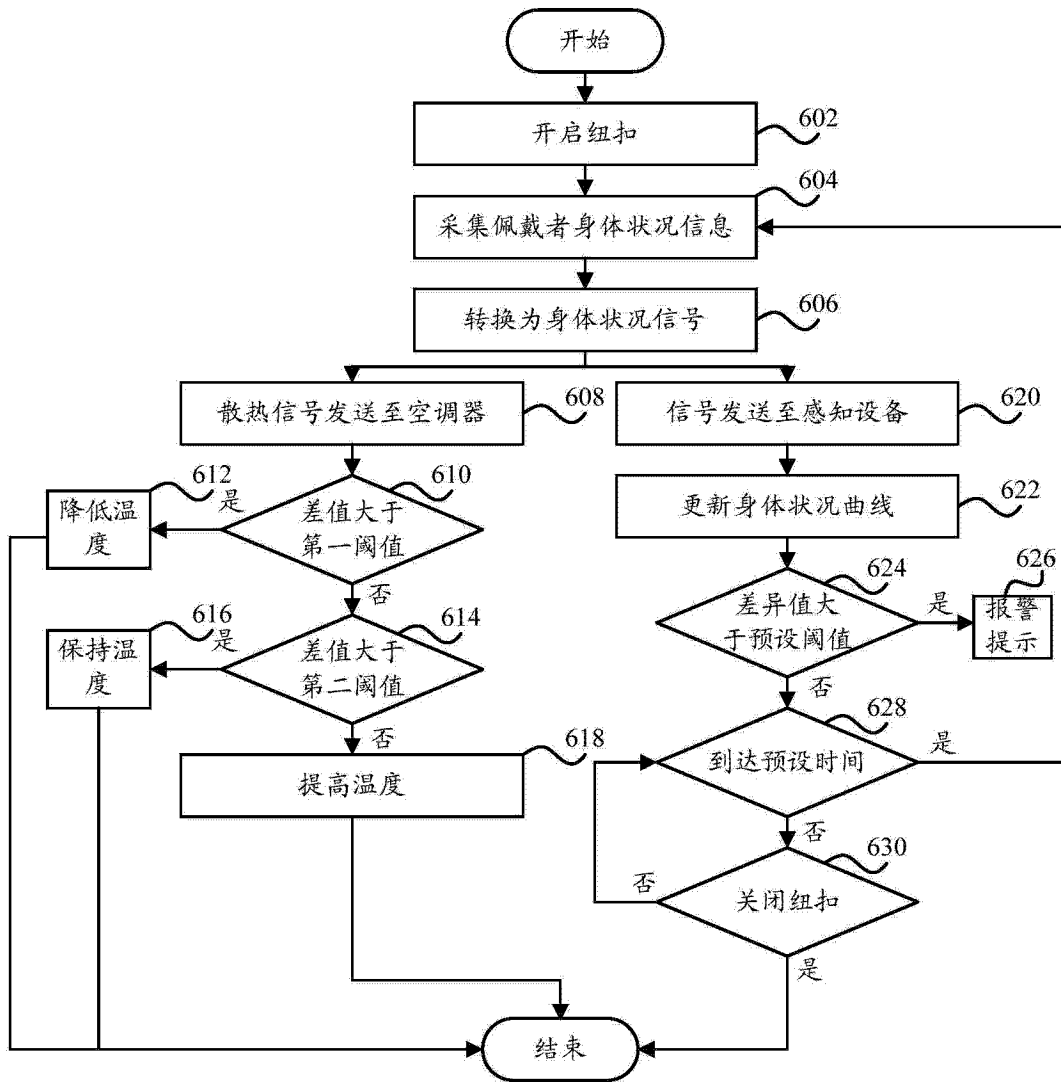 开始
602
开启纽扣
604
采集佩戴者身体状况信息
606
转换为身体状况信号
608
散热信号发送至空调器
620
信号发送至感知设备
610
差值大于
第一阈值
是
612
降低温
度
否
622
更新身体状况曲线
624
差异值大
于预设阈值
是
626
报警
提示
否
614
差值大于
第二阈值
是
616
保持温
度
否
618
提高温度
628
到达预设时间
是
否
630
关闭纽扣
否
是
结束